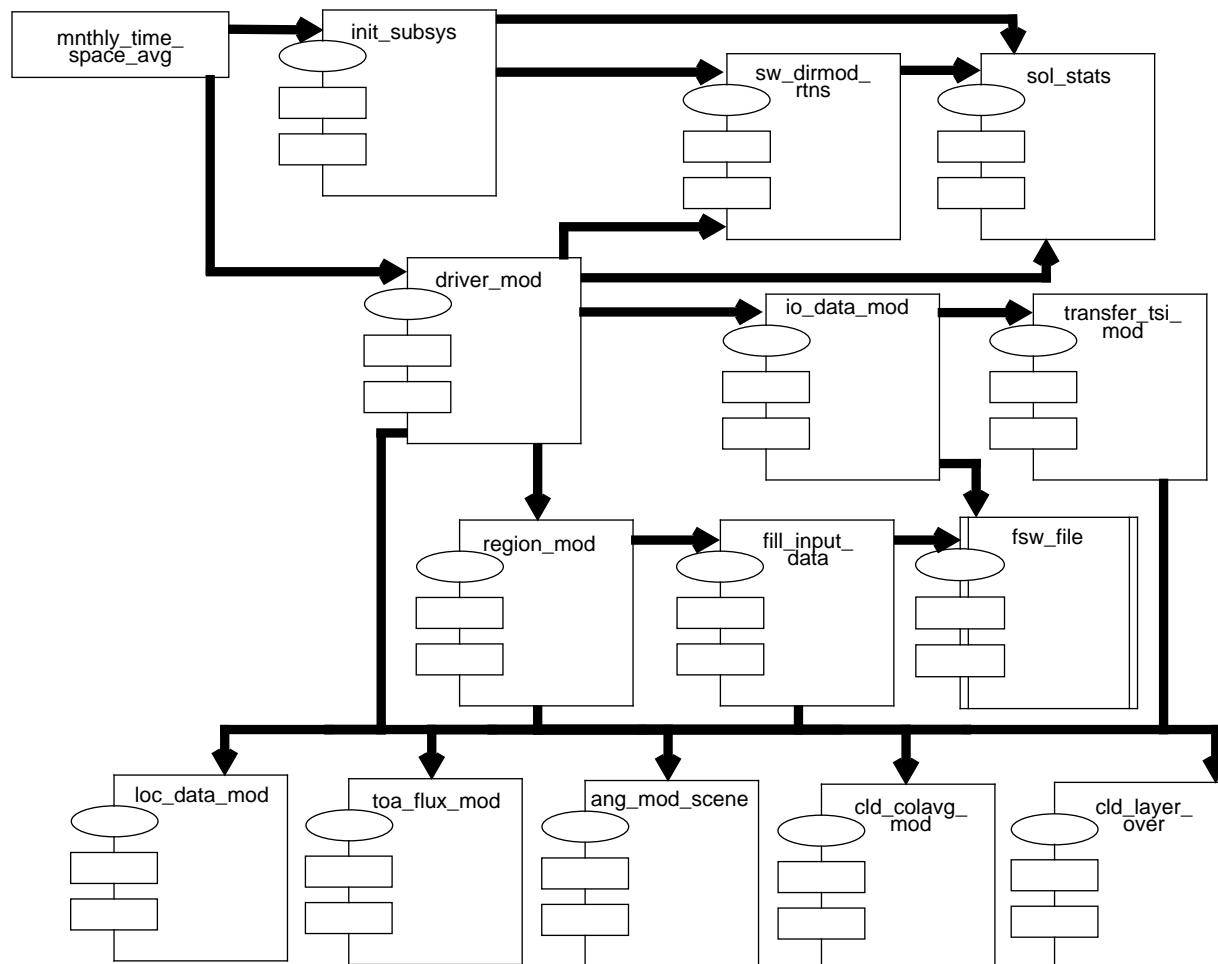 mnthly_time_
space_avg
init_subsys
sw_dirmod_
rtns
sol_stats
driver_mod
io_data_mod
transfer_tsi_
mod
region_mod
fill_input_
data
fsw_file
loc_data_mod
toa_flux_mod
ang_mod_scene
cld_colavg_
mod
cld_layer_
over